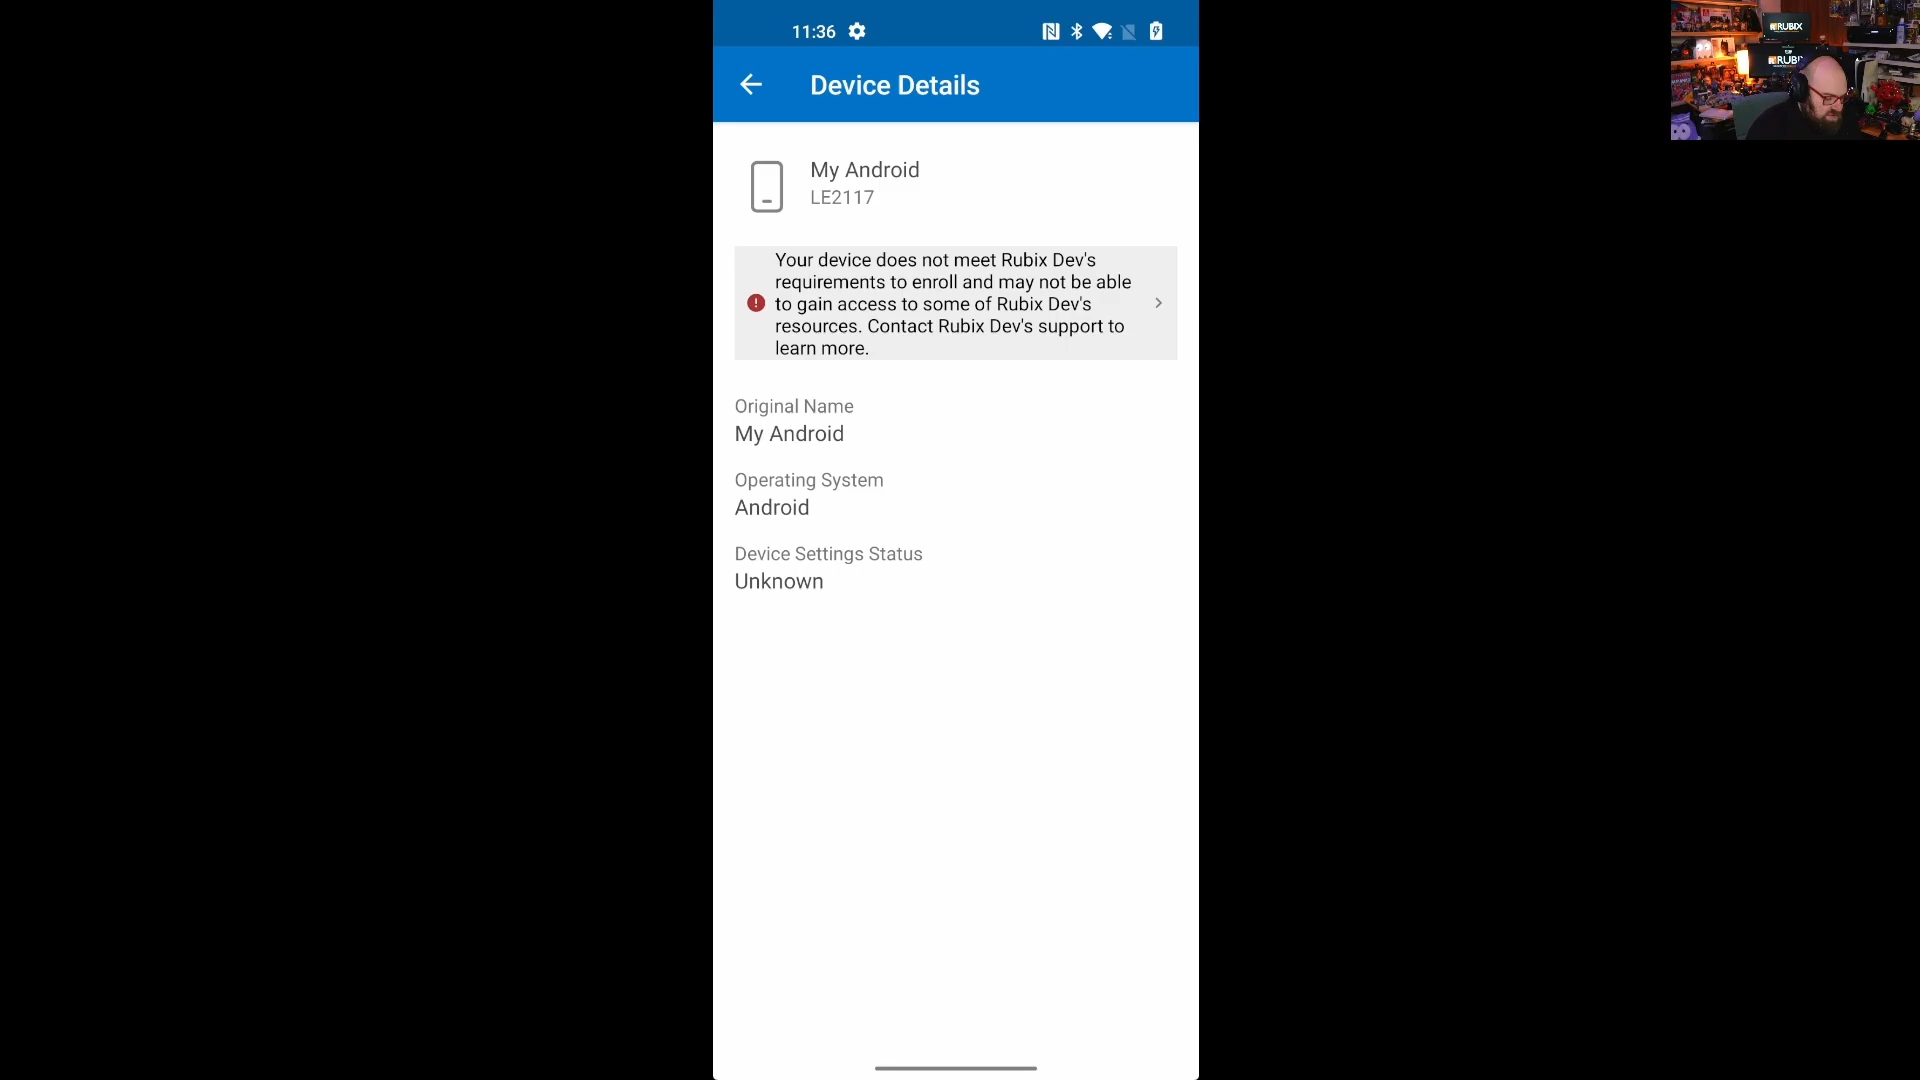 11:36
Device Details
My Android
LE2117
Your device does not meet Rubix Dev's
requirements to enroll and may not be able
to gain access to some of Rubix Dev's
resources. Contact Rubix Dev's support to
learn more.
Original Name
My Android
Operating System
Android
Device Settings Status
Unknown
RUBIX